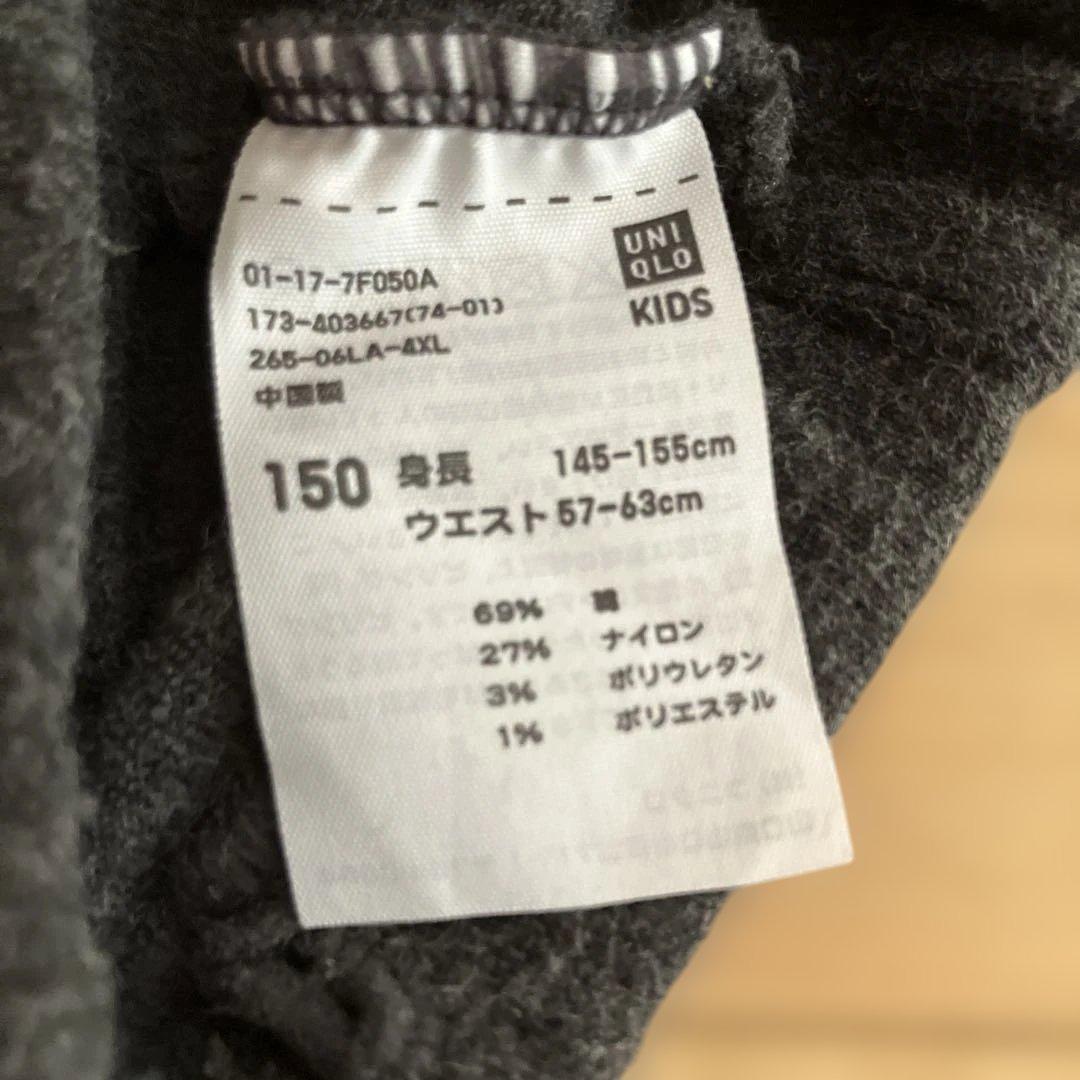 UNI
QLO
KIDS
01-17-7F050A
173-403667(74-01)
265-06LA-4XL
中国製
150 身長 145-155cm
ウエスト 57-63cm
69% 綿
27% ナイロン
3% ポリウレタン
1% ポリエステル